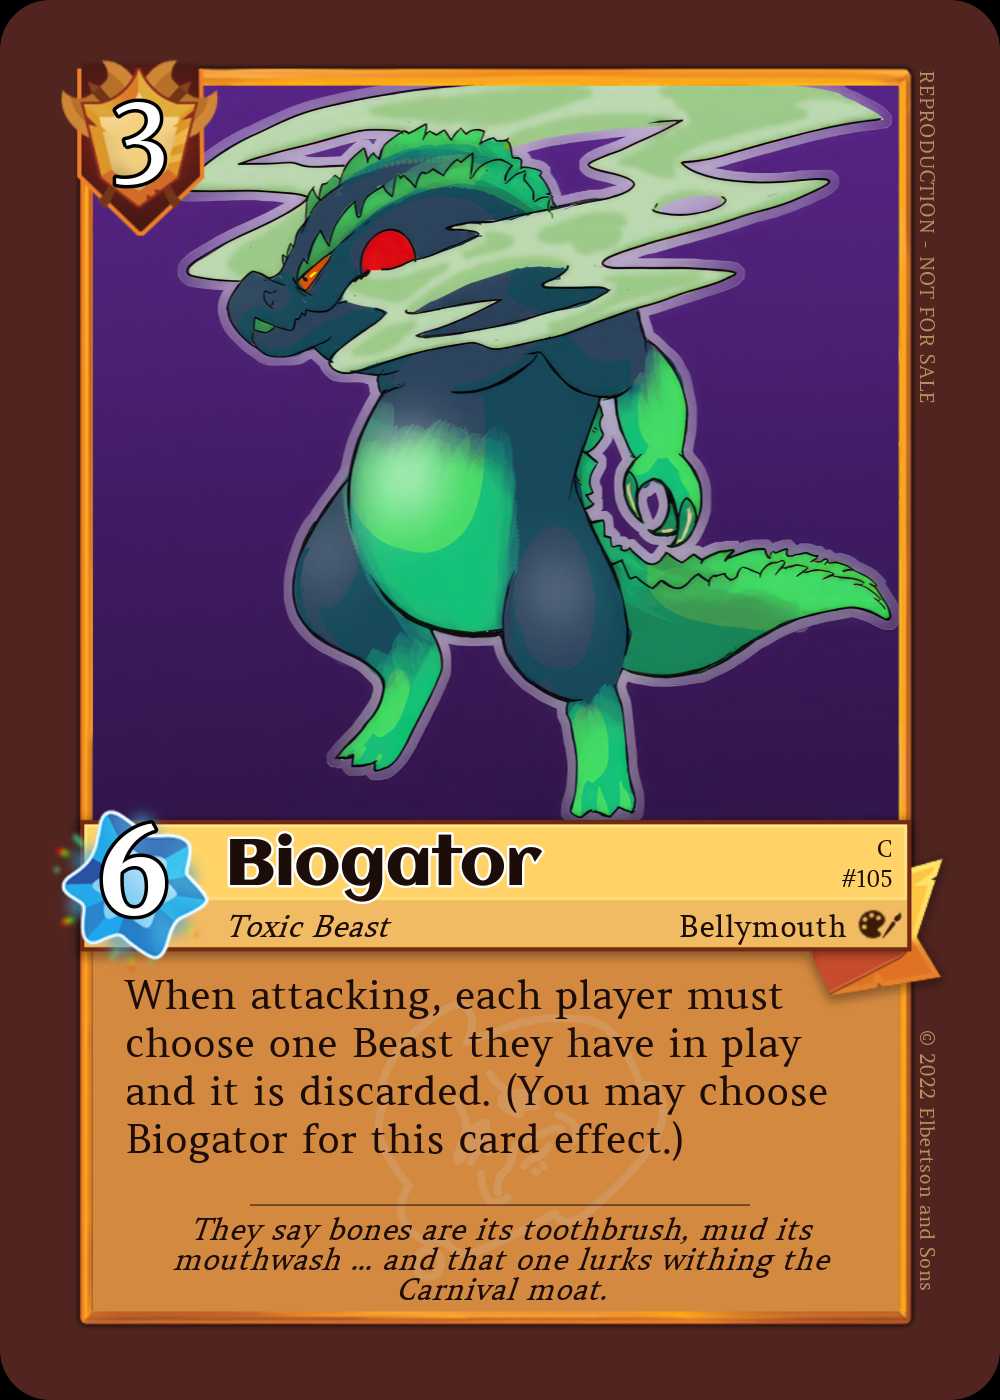 3
REPRODUCTION - NOT FOR SALE
6
Biogator
C
#105
Toxic Beast
Bellymouth
When attacking, each player must
choose one Beast they have in play
and it is discarded. (You may choose
Biogator for this card effect.)
They say bones are its toothbrush, mud its
mouthwash ... and that one lurks withing the
Carnival moat.
© 2022 Elbertson and Sons